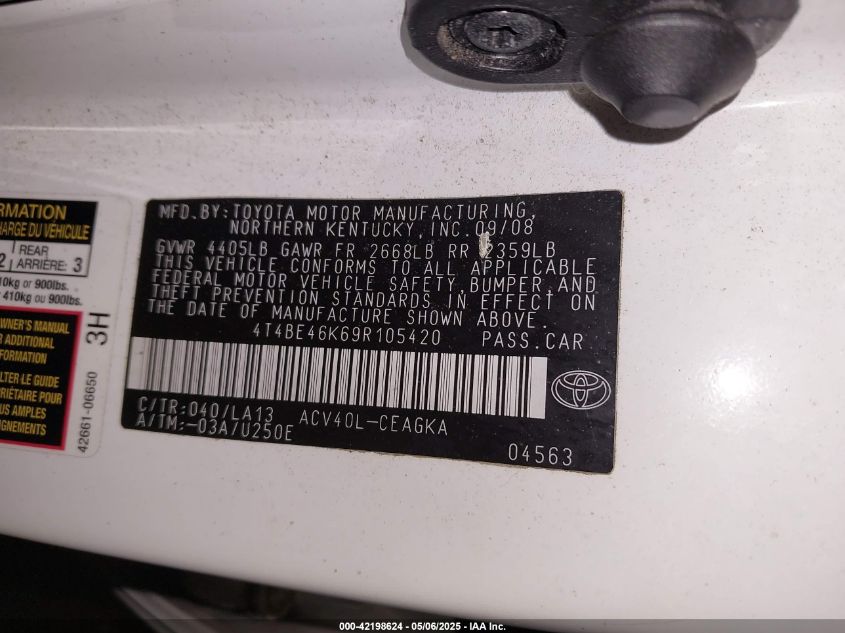 RMATION
HARGE DU VÉHICULE
2 REAR ARRIÈRE: 3
10kg or 900lbs.
410kg ou 900lbs.
WNER'S MANUAL
INFORMATION
LTER LE GUIDE
RIÉTAIRE POUR
US AMPLES
GNEMENTS
3H
42661-06650
MFD.BY:TOYOTA MOTOR MANUFACTURING,
NORTHERN KENTUCKY, INC.09/08
GVWR 4405LB GAWR FR 2668LB RR 2359LB
THIS VEHICLE CONFORMS TO ALL APPLICABLE
FEDERAL MOTOR VEHICLE SAFETY,BUMPER,AND
THEFT PREVENTION STANDARDS IN EFFECT ON
THE DATE OF MANUFACTURE SHOWN ABOVE.
4T4BE46K69R105420 PASS.CAR
C/TR:040/LA13 ACV40L-CEAGKA
A/TM:-03A/U250E
04563
000-42198624 - 05/06/2025 - IAA Inc.